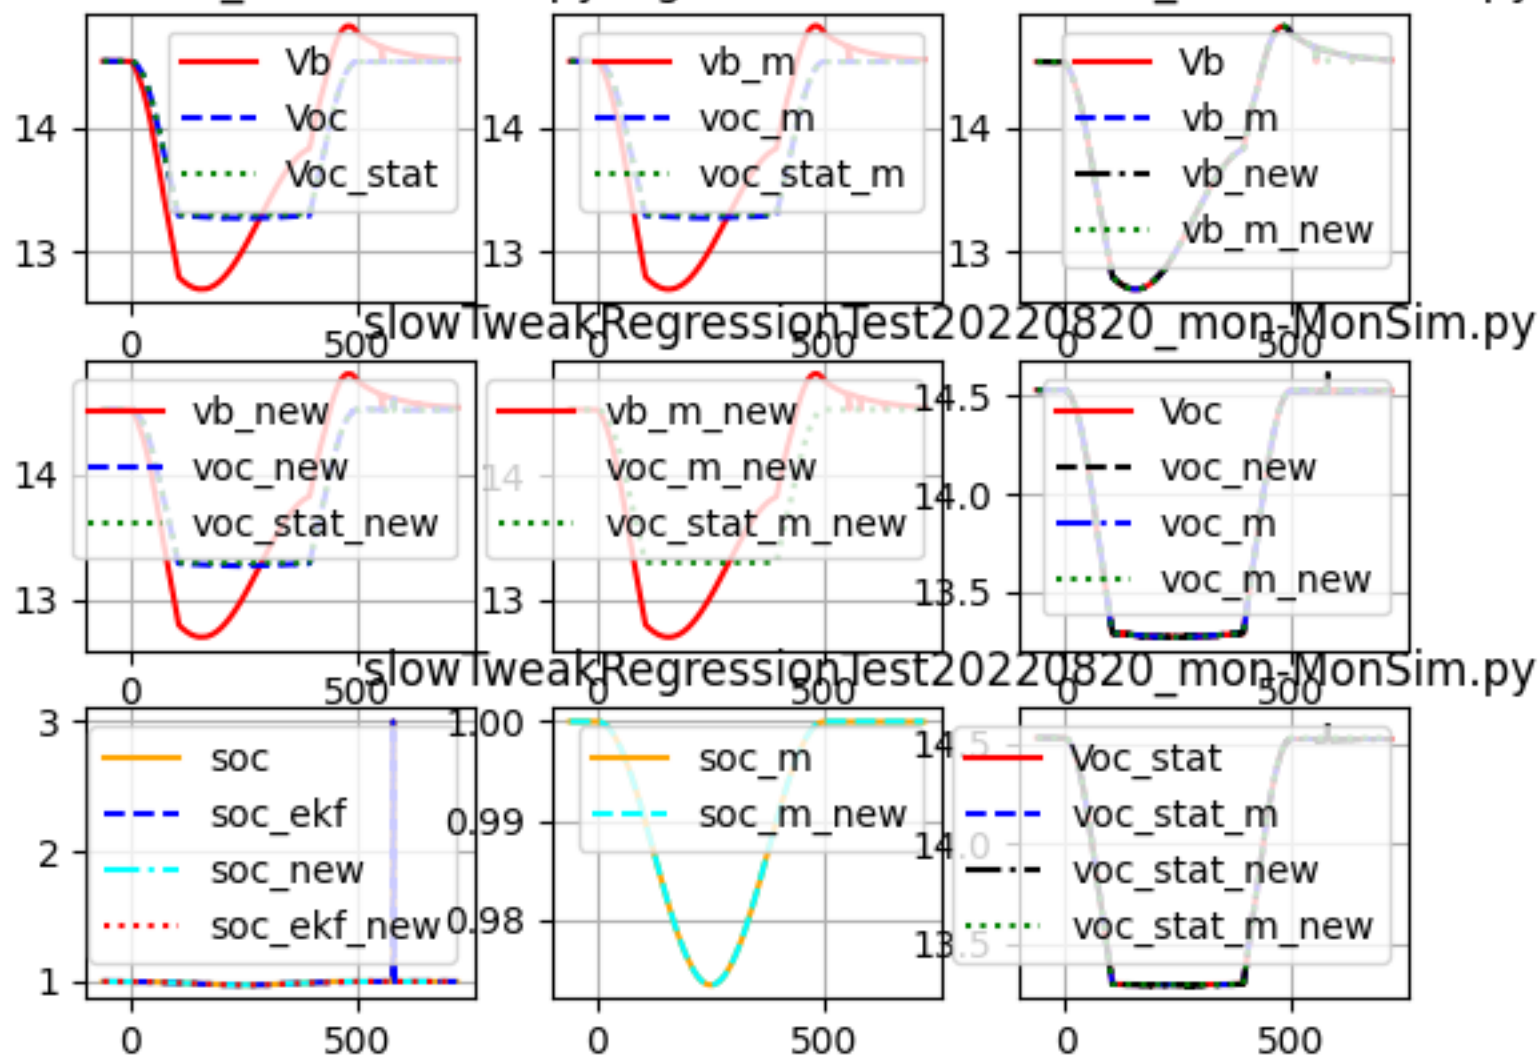 Vb
Voc
Voc_stat
14
13
vb_m
voc_m
voc_stat_m
14
13
Vb
vb_m
vb_new
vb_m_new
14
13
0
500
0
500
0
500
slowTweakRegressionTest20220820_mon-MonSim.py
vb_new
voc_new
voc_stat_new
14
13
vb_m_new
voc_m_new
voc_stat_m_new
14
13
Voc
voc_new
voc_m
voc_m_new
14.5
14.0
13.5
0
500
0
500
0
500
slowTweakRegressionTest20220820_mon-MonSim.py
soc
soc_ekf
soc_new
soc_ekf_new
3
2
1
soc_m
soc_m_new
1.00
0.99
0.98
Voc_stat
voc_stat_m
voc_stat_new
voc_stat_m_new
14.5
14.0
13.5
0
500
0
500
0
500